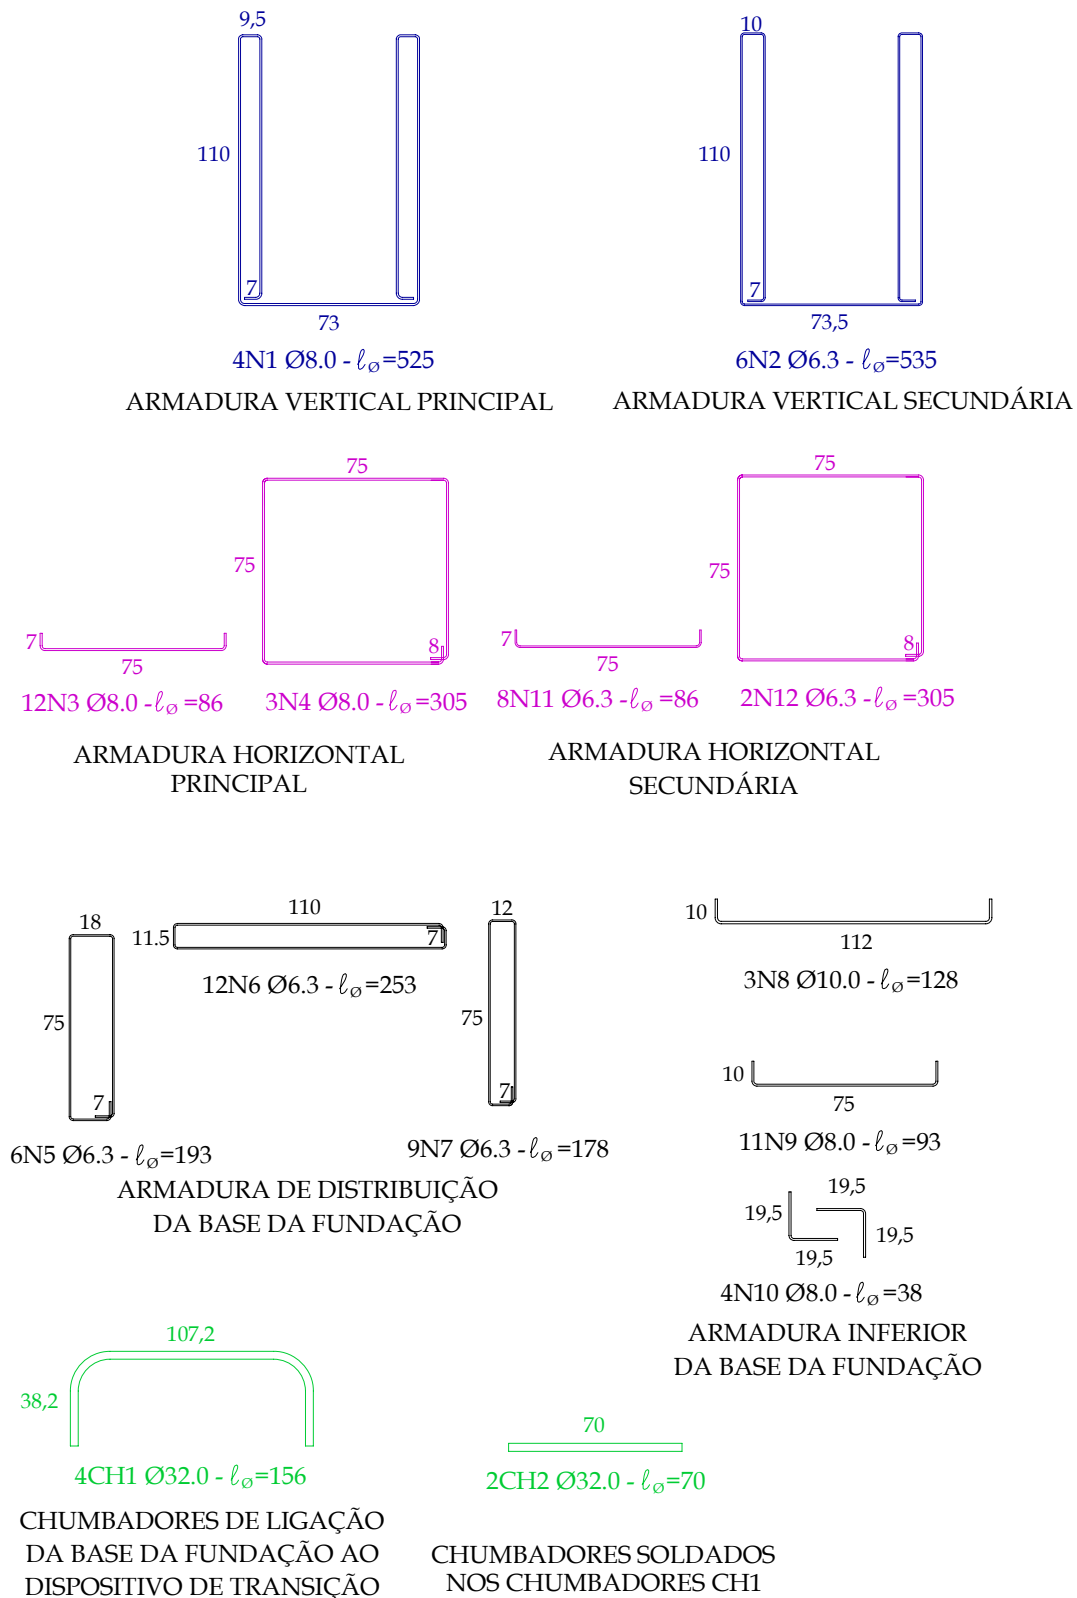 9,5
110
7
73
4N1 Ø8.0 - ℓø=525
ARMADURA VERTICAL PRINCIPAL
10
110
7
73,5
6N2 Ø6.3 - ℓø=535
ARMADURA VERTICAL SECUNDÁRIA
7
75
12N3 Ø8.0 -ℓø =86
75
75
8
3N4 Ø8.0 - ℓø=305
ARMADURA HORIZONTAL
PRINCIPAL
7
75
8N11 Ø6.3 -ℓø =86
75
75
8
2N12 Ø6.3 - ℓø =305
ARMADURA HORIZONTAL
SECUNDÁRIA
18
75
7
6N5 Ø6.3 - ℓø=193
110
11.5
7
12N6 Ø6.3 - ℓø=253
12
75
7
9N7 Ø6.3 -ℓø =178
ARMADURA DE DISTRIBUIÇÃO
DA BASE DA FUNDAÇÃO
10
112
3N8 Ø10.0 - ℓø=128
10
75
11N9 Ø8.0 - ℓø=93
19,5
19,5
19,5
19,5
4N10 Ø8.0 - ℓø =38
ARMADURA INFERIOR
DA BASE DA FUNDAÇÃO
107,2
38,2
4CH1 Ø32.0 - ℓø=156
CHUMBADORES DE LIGAÇÃO
DA BASE DA FUNDAÇÃO AO
DISPOSITIVO DE TRANSIÇÃO
70
2CH2 Ø32.0 - ℓø=70
CHUMBADORES SOLDADOS
NOS CHUMBADORES CH1